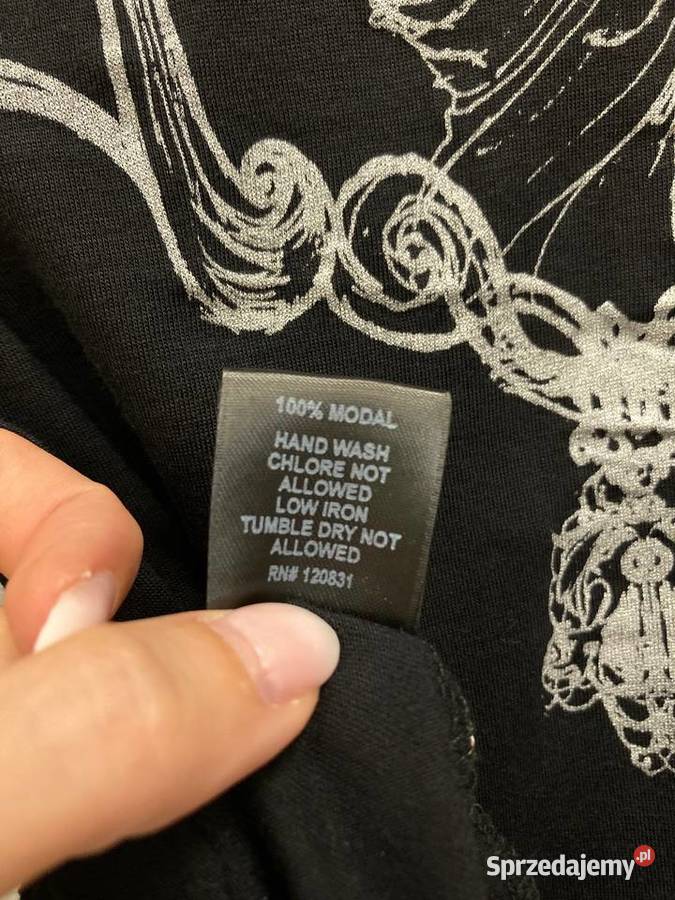 100% MODAL
HAND WASH
CHLORE NOT
ALLOWED
LOW IRON
TUMBLE DRY NOT
ALLOWED
RN# 120831
Sprzedajemy.pl